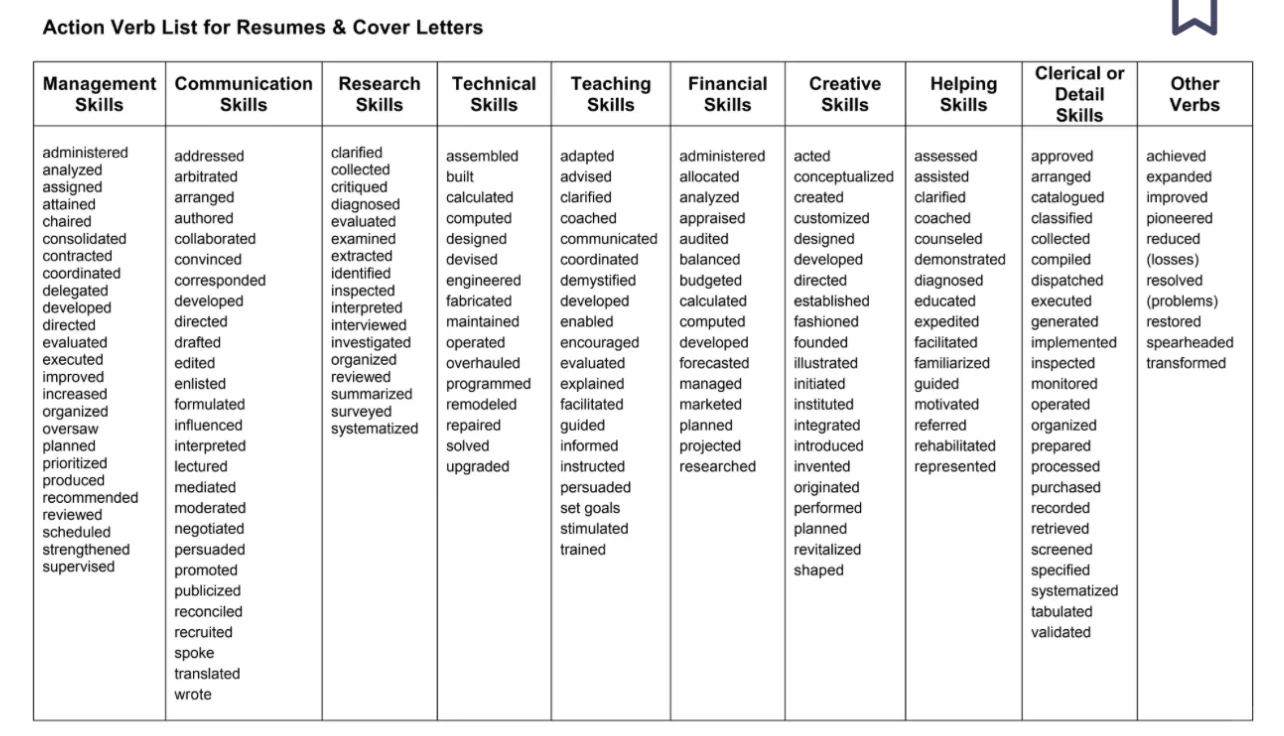 Action Verb List for Resumes & Cover Letters
Management
Skills
administered
analyzed
assigned
attained
chaired
consolidated
contracted
coordinated
delegated
developed
directed
evaluated
executed
improved
increased
organized
oversaw
planned
prioritized
produced
recommended
reviewed
scheduled
strengthened
supervised
Communication
Skills
addressed
arbitrated
arranged
authored
collaborated
convinced
corresponded
developed
directed
drafted
edited
enlisted
formulated
influenced
interpreted
lectured
mediated
moderated
negotiated
persuaded
promoted
publicized
reconciled
recruited
spoke
translated
wrote
Research
Skills
clarified
collected
critiqued
diagnosed
evaluated
examined
extracted
identified
inspected
interpreted
interviewed
investigated
organized
reviewed
summarized
surveyed
systematized
Technical
Skills
assembled
built
calculated
computed
designed
devised
engineered
fabricated
maintained
operated
overhauled
programmed
remodeled
repaired
solved
upgraded
Teaching
Skills
adapted
advised
clarified
coached
communicated
coordinated
demystified
developed
enabled
encouraged
evaluated
explained
facilitated
guided
informed
instructed
persuaded
set goals
stimulated
trained
Financial
Skills
administered
allocated
analyzed
appraised
audited
balanced
budgeted
calculated
computed
developed
forecasted
managed
marketed
planned
projected
researched
Creative
Skills
acted
conceptualized
created
customized
designed
developed
directed
established
fashioned
founded
illustrated
initiated
instituted
integrated
introduced
invented
originated
performed
planned
revitalized
shaped
Helping
Skills
assessed
assisted
clarified
coached
counseled
demonstrated
diagnosed
educated
expedited
facilitated
familiarized
guided
motivated
referred
rehabilitated
represented
Clerical or
Detail
Skills
approved
arranged
catalogued
classified
collected
compiled
dispatched
executed
generated
implemented
inspected
monitored
operated
organized
prepared
processed
purchased
recorded
retrieved
screened
specified
systematized
tabulated
validated
Other
Verbs
achieved
expanded
improved
pioneered
reduced
(losses)
resolved
(problems)
restored
spearheaded
transformed